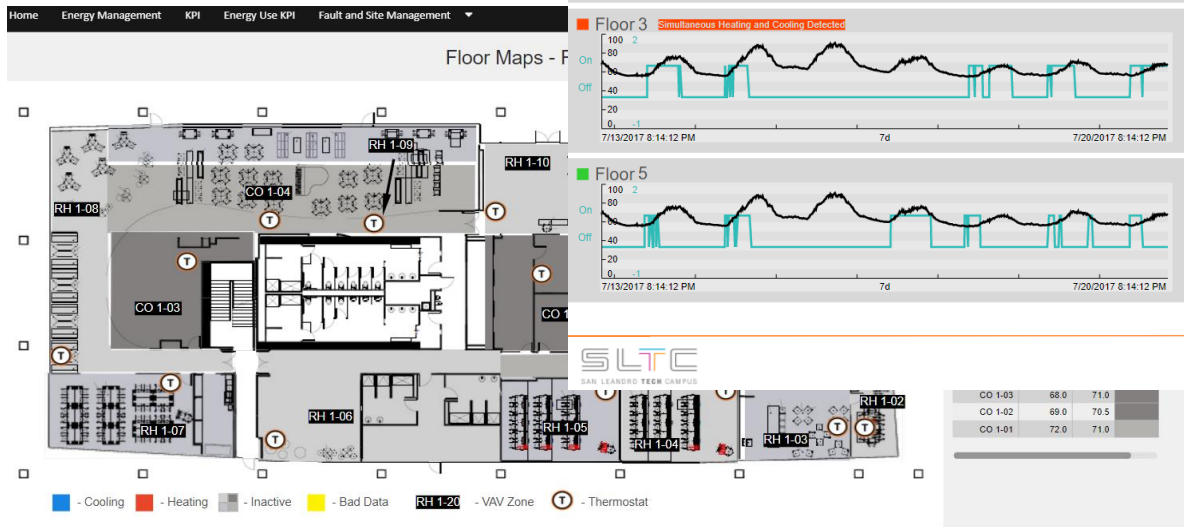 Home Energy Management KPI Energy Use KPI Fault and Site Management
Floor Maps - F
RH 1-09
RH 1-10
CO 1-04
RH 1-08
T
T
T
T
T
CO 1-03
CO 1
T
T
RH 1-07
RH 1-06
T
RH 1-05
T
RH 1-04
T
RH 1-03
T
RH 1-02
T
- Cooling - Heating - Inactive - Bad Data RH 1-20 - VAV Zone T - Thermostat
Floor 3 Simultaneous Heating and Cooling Detected
100 2
On
80
60
Off
40
20
0 -1
7/13/2017 8:14:12 PM 7d 7/20/2017 8:14:12 PM
Floor 5
100 2
On
80
60
Off
40
20
0 -1
7/13/2017 8:14:12 PM 7d 7/20/2017 8:14:12 PM
SLTC
SAN LEANDRO TECH CAMPUS
CO 1-03 68.0 71.0
CO 1-02 69.0 70.5
CO 1-01 72.0 71.0